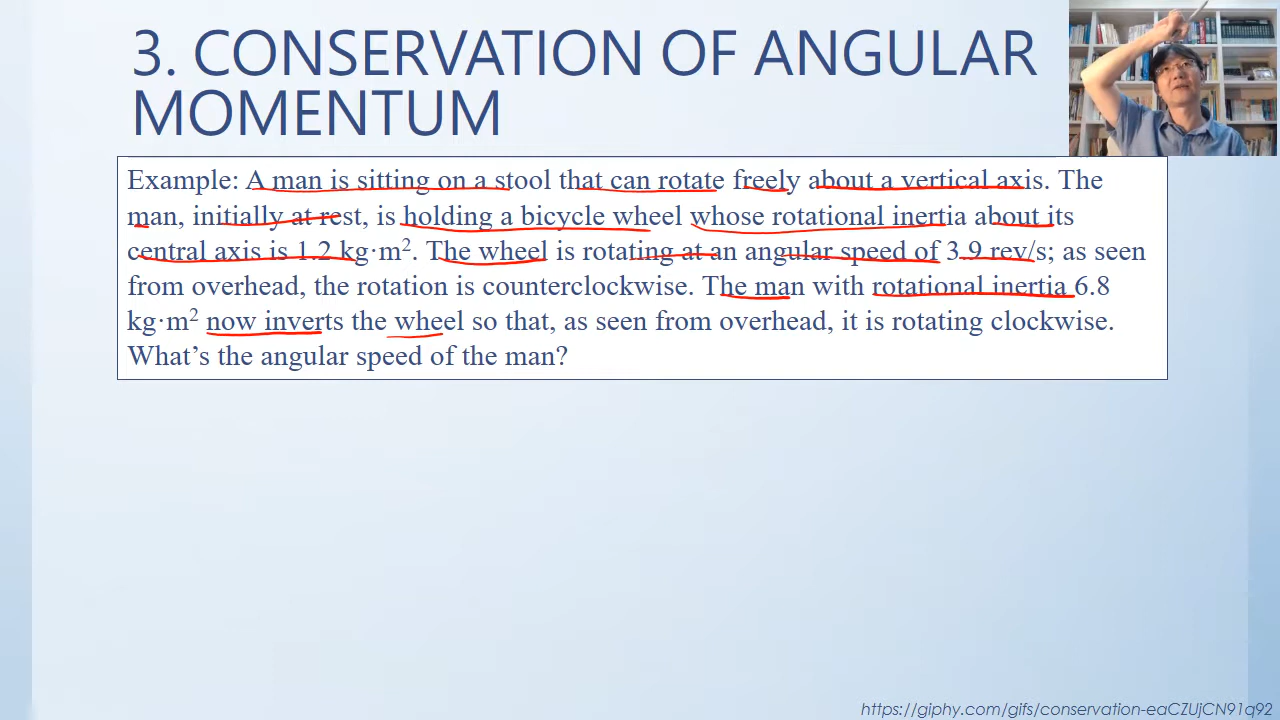 3. CONSERVATION OF ANGULAR
MOMENTUM
Example: A man is sitting on a stool that can rotate freely about a vertical axis. The
man, initially at rest, is holding a bicycle wheel whose rotational inertia about its
central axis is 1.2 kg·m². The wheel is rotating at an angular speed of 3.9 rev/s; as seen
from overhead, the rotation is counterclockwise. The man with rotational inertia 6.8
kg·m² now inverts the wheel so that, as seen from overhead, it is rotating clockwise.
What’s the angular speed of the man?
https://giphy.com/gifs/conservation-eaCZUjCN91q92